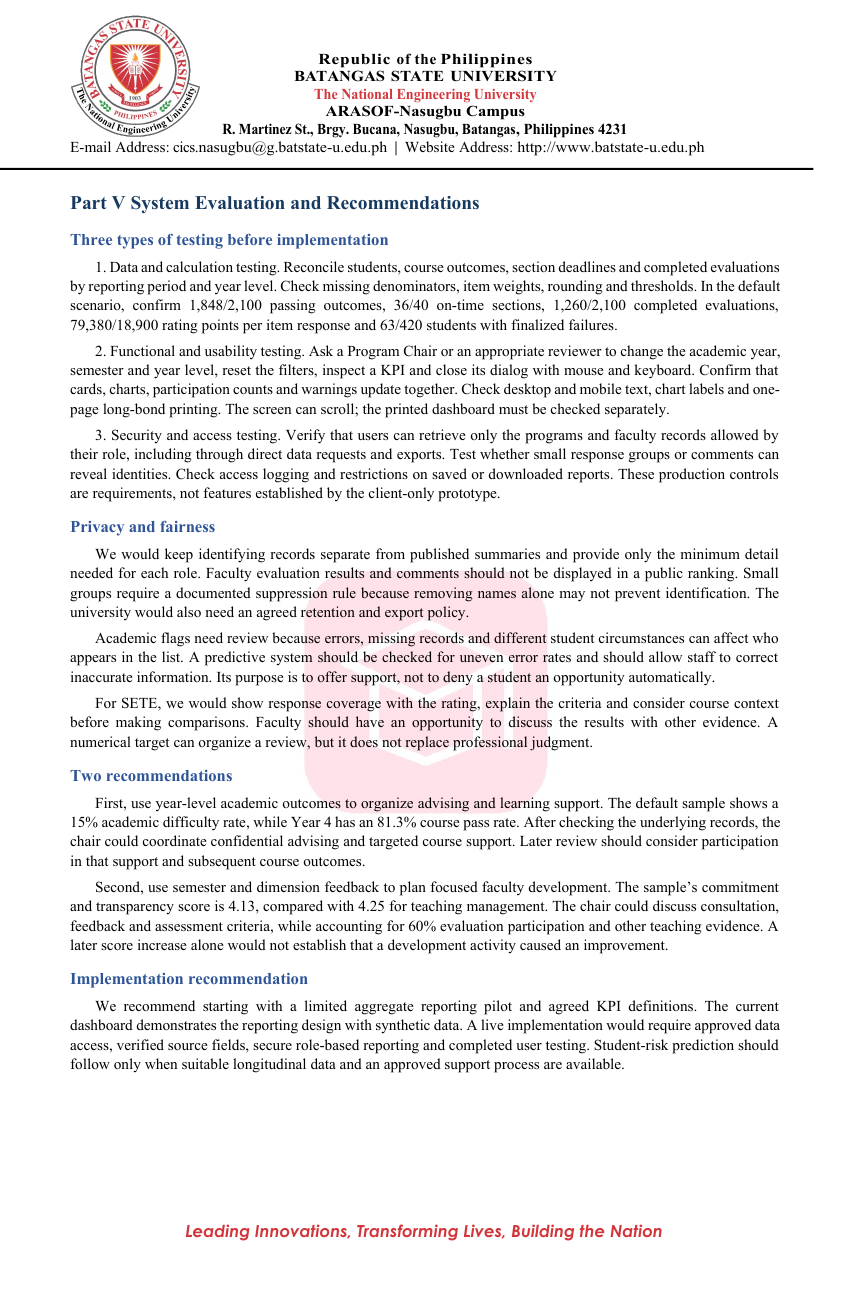 BATANGAS STATE UNIVERSITY
The National Engineering University
1903
PHILIPPINES
Republic of the Philippines
BATANGAS STATE UNIVERSITY
The National Engineering University
ARASOF-Nasugbu Campus
R. Martinez St., Brgy. Bucana, Nasugbu, Batangas, Philippines 4231
E-mail Address: cics.nasugbu@g.batstate-u.edu.ph | Website Address: http://www.batstate-u.edu.ph
Part V System Evaluation and Recommendations
Three types of testing before implementation
1. Data and calculation testing. Reconcile students, course outcomes, section deadlines and completed evaluations
by reporting period and year level. Check missing denominators, item weights, rounding and thresholds. In the default
scenario, confirm 1,848/2,100 passing outcomes, 36/40 on-time sections, 1,260/2,100 completed evaluations,
79,380/18,900 rating points per item response and 63/420 students with finalized failures.
2. Functional and usability testing. Ask a Program Chair or an appropriate reviewer to change the academic year,
semester and year level, reset the filters, inspect a KPI and close its dialog with mouse and keyboard. Confirm that
cards, charts, participation counts and warnings update together. Check desktop and mobile text, chart labels and one-
page long-bond printing. The screen can scroll; the printed dashboard must be checked separately.
3. Security and access testing. Verify that users can retrieve only the programs and faculty records allowed by
their role, including through direct data requests and exports. Test whether small response groups or comments can
reveal identities. Check access logging and restrictions on saved or downloaded reports. These production controls
are requirements, not features established by the client-only prototype.
Privacy and fairness
We would keep identifying records separate from published summaries and provide only the minimum detail
needed for each role. Faculty evaluation results and comments should not be displayed in a public ranking. Small
groups require a documented suppression rule because removing names alone may not prevent identification. The
university would also need an agreed retention and export policy.
Academic flags need review because errors, missing records and different student circumstances can affect who
appears in the list. A predictive system should be checked for uneven error rates and should allow staff to correct
inaccurate information. Its purpose is to offer support, not to deny a student an opportunity automatically.
For SETE, we would show response coverage with the rating, explain the criteria and consider course context
before making comparisons. Faculty should have an opportunity to discuss the results with other evidence. A
numerical target can organize a review, but it does not replace professional judgment.
Two recommendations
First, use year-level academic outcomes to organize advising and learning support. The default sample shows a
15% academic difficulty rate, while Year 4 has an 81.3% course pass rate. After checking the underlying records, the
chair could coordinate confidential advising and targeted course support. Later review should consider participation
in that support and subsequent course outcomes.
Second, use semester and dimension feedback to plan focused faculty development. The sample’s commitment
and transparency score is 4.13, compared with 4.25 for teaching management. The chair could discuss consultation,
feedback and assessment criteria, while accounting for 60% evaluation participation and other teaching evidence. A
later score increase alone would not establish that a development activity caused an improvement.
Implementation recommendation
We recommend starting with a limited aggregate reporting pilot and agreed KPI definitions. The current
dashboard demonstrates the reporting design with synthetic data. A live implementation would require approved data
access, verified source fields, secure role-based reporting and completed user testing. Student-risk prediction should
follow only when suitable longitudinal data and an approved support process are available.
Leading Innovations, Transforming Lives, Building the Nation